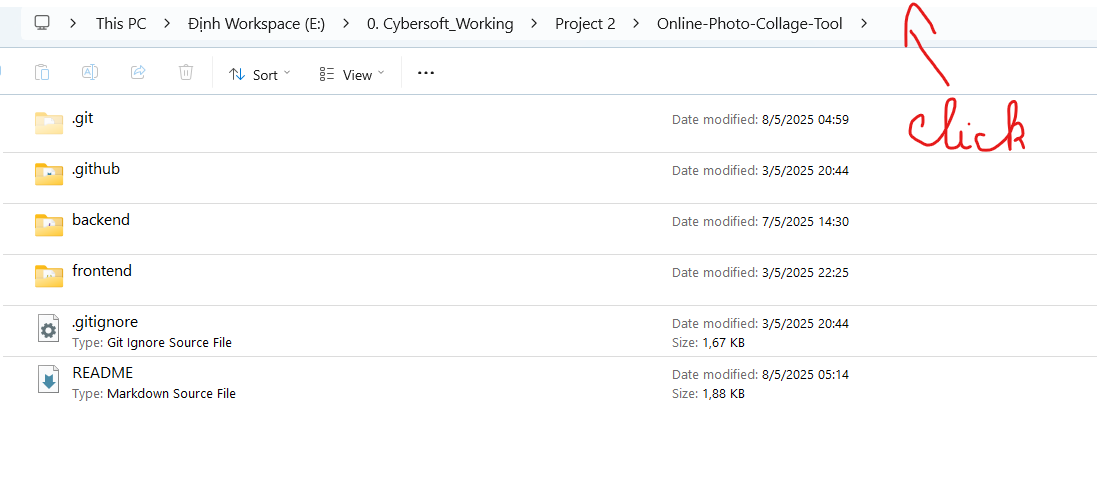 This PC > Định Workspace (E:) > 0. Cybersoft_Working > Project 2 > Online-Photo-Collage-Tool >
Sort View ...
click
.git Date modified: 8/5/2025 04:59
.github Date modified: 3/5/2025 20:44
backend Date modified: 7/5/2025 14:30
frontend Date modified: 3/5/2025 22:25
.gitignore Date modified: 3/5/2025 20:44
Type: Git Ignore Source File Size: 1,67 KB
README Date modified: 8/5/2025 05:14
Type: Markdown Source File Size: 1,88 KB